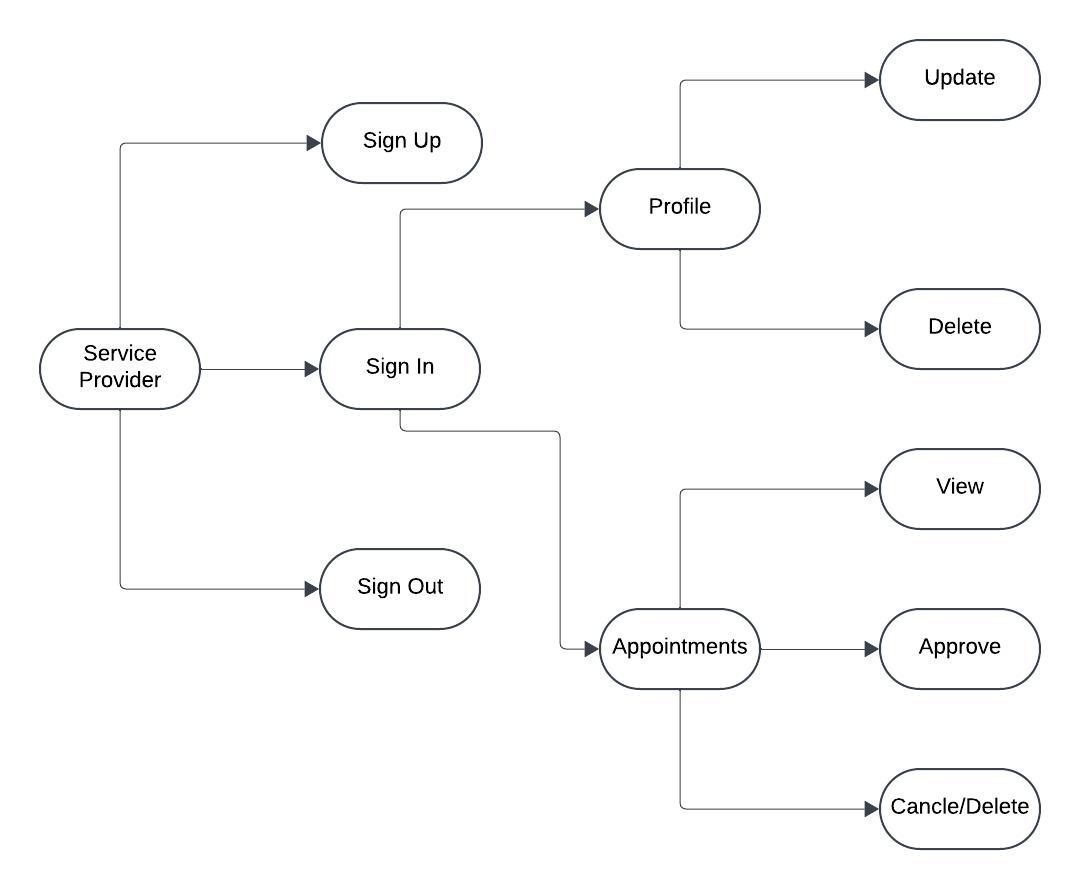 Update
Sign Up
Profile
Delete
Service
Provider
Sign In
View
Sign Out
Appointments
Approve
Cancle/Delete